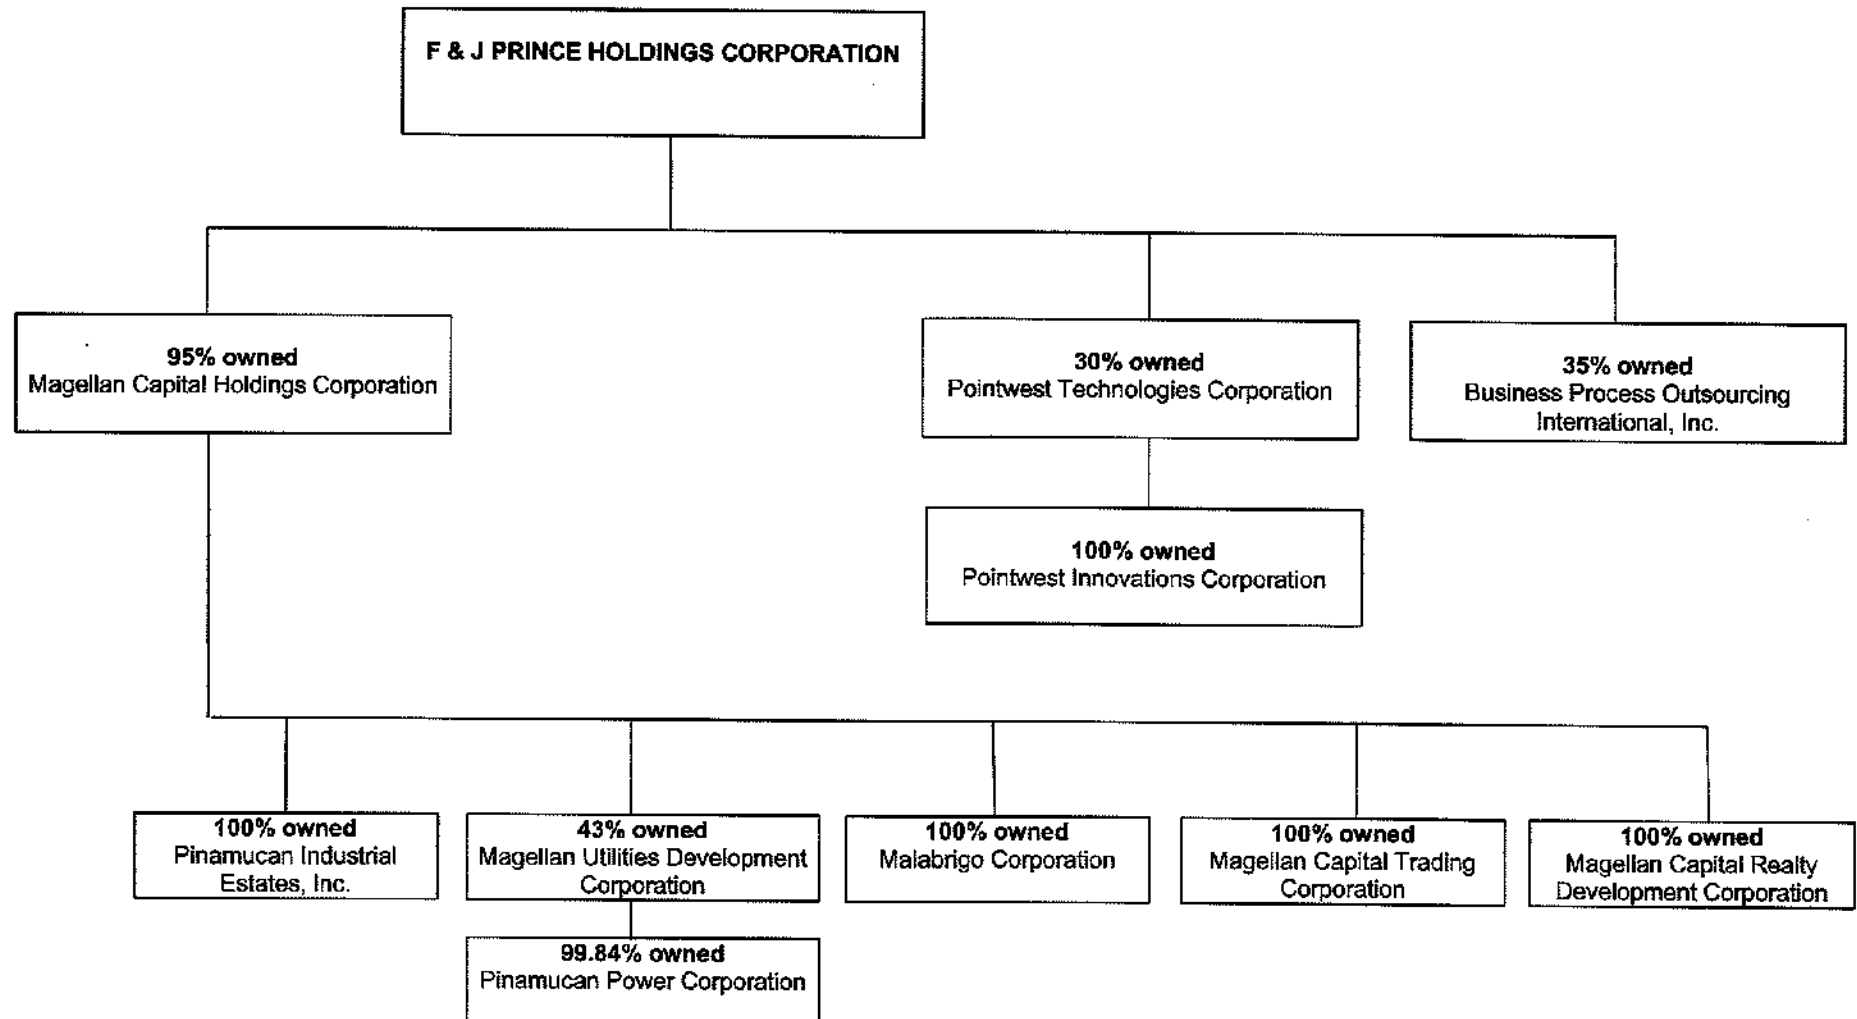 F & J PRINCE HOLDINGS CORPORATION
95% owned
Magellan Capital Holdings Corporation
30% owned
Pointwest Technologies Corporation
35% owned
Business Process Outsourcing
International, Inc.
100% owned
Pointwest Innovations Corporation
100% owned
Pinamucan Industrial
Estates, Inc.
43% owned
Magellan Utilities Development
Corporation
100% owned
Malabrigo Corporation
100% owned
Magellan Capital Trading
Corporation
100% owned
Magellan Capital Realty
Development Corporation
99.84% owned
Pinamucan Power Corporation